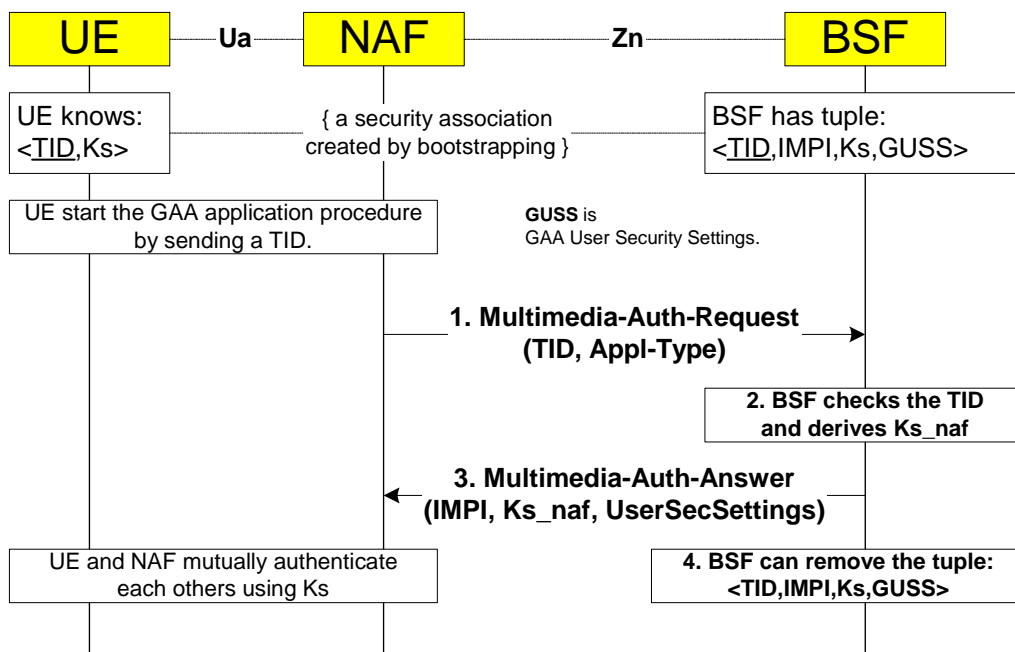 UE Ua NAF Zn BSF
UE knows:
<TID,Ks>
{ a security association
created by bootstrapping }
BSF has tuple:
<TID,IMPI,Ks,GUSS>
UE start the GAA application procedure
by sending a TID.
GUSS is
GAA User Security Settings.
1. Multimedia-Auth-Request
(TID, Appl-Type)
2. BSF checks the TID
and derives Ks_naf
3. Multimedia-Auth-Answer
(IMPI, Ks_naf, UserSecSettings)
UE and NAF mutually authenticate
each others using Ks
4. BSF can remove the tuple:
<TID,IMPI,Ks,GUSS>